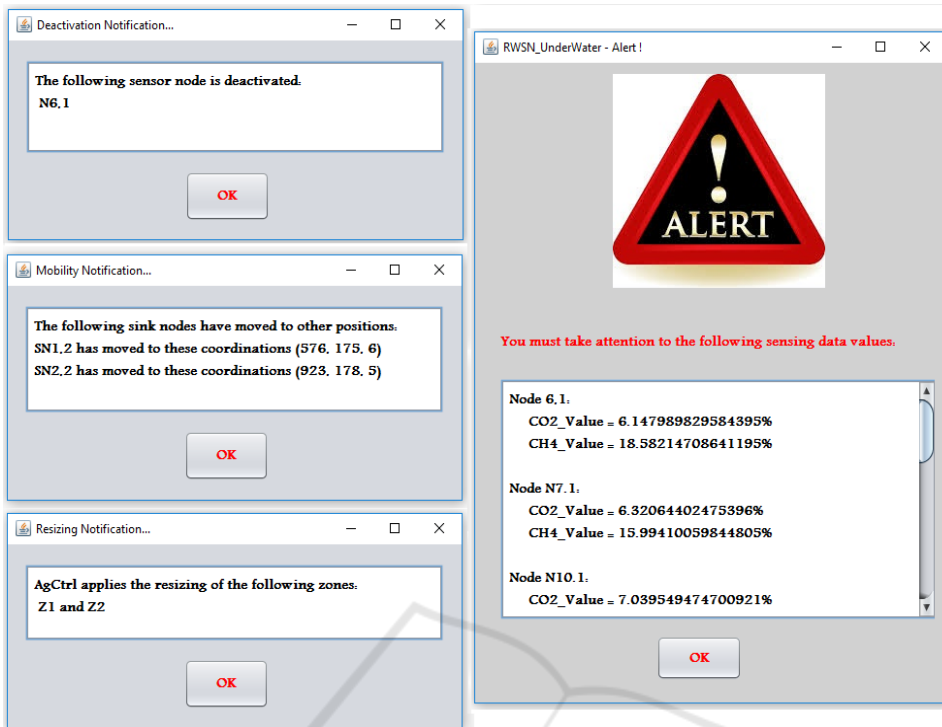 Deactivation Notification...
The following sensor node is deactivated:
N6,1
OK
Mobility Notification...
The following sink nodes have moved to other positions:
SN1,2 has moved to these coordinations (576, 175, 6)
SN2,2 has moved to these coordinations (923, 178, 5)
OK
Resizing Notification...
AgCtrl applies the resizing of the following zones:
Z1 and Z2
OK
RWSN_UnderWater - Alert !
ALERT
You must take attention to the following sensing data values:
Node 6,1:
CO2_Value = 6.147989829584395%
CH4_Value = 18.58214708641195%
Node N7,1:
CO2_Value = 6.32064402475396%
CH4_Value = 15.99410059844805%
Node N10,1:
CO2_Value = 7.039549474700921%
OK